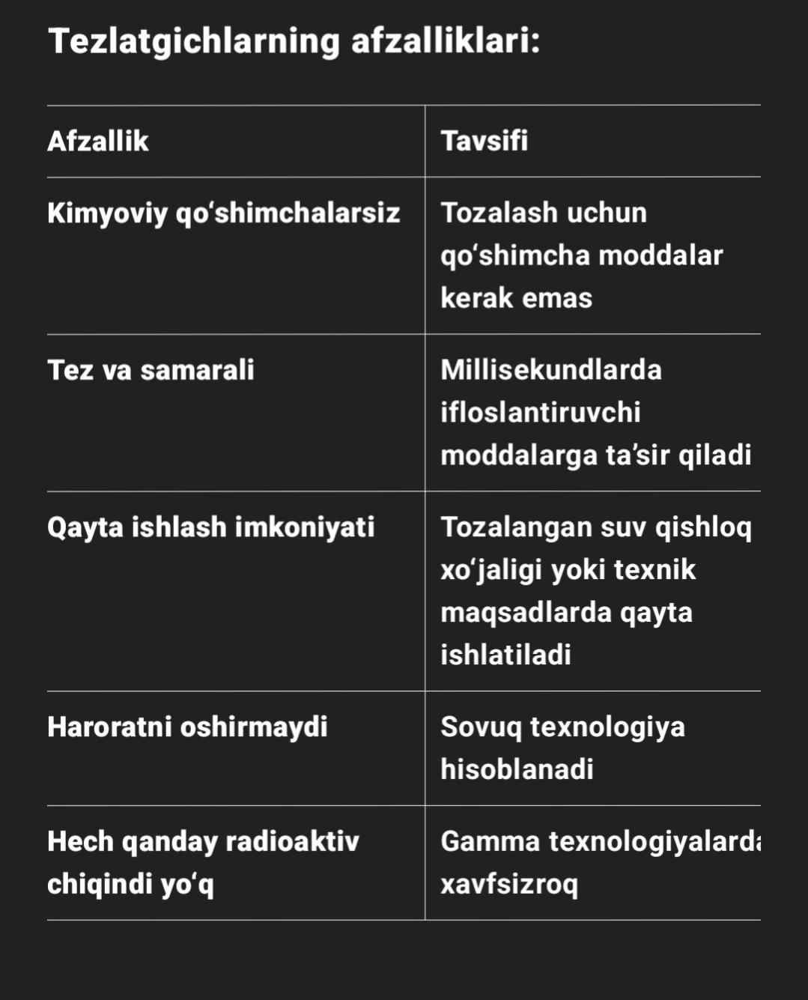 Tezlatgichlarning afzalliklari:
Afzallik
Tavsifi
Kimyoviy qo‘shimchalarsiz
Tozalash uchun
qo‘shimcha moddalar
kerak emas
Tez va samarali
Millisekundlarda
ifloslantiruvchi
moddalarga ta’sir qiladi
Qayta ishlash imkoniyati
Tozalangan suv qishloq
xo‘jaligi yoki texnik
maqsadlarda qayta
ishlatiladi
Haroratni oshirmaydi
Sovuq texnologiya
hisoblanadi
Hech qanday radioaktiv
chiqindi yo‘q
Gamma texnologiyalarda
xavfsizroq